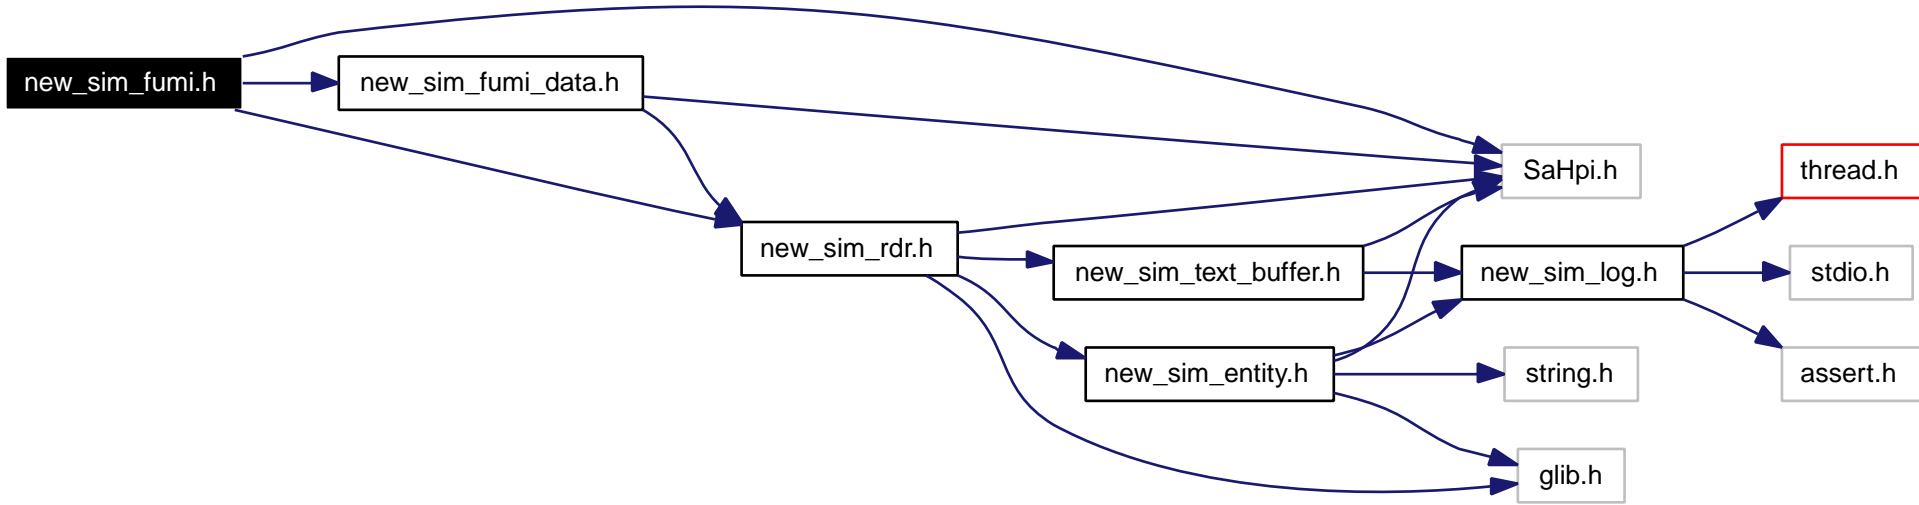 new_sim_fumi.h
new_sim_fumi_data.h
SaHpi.h
thread.h
new_sim_rdr.h
new_sim_text_buffer.h
new_sim_log.h
stdio.h
new_sim_entity.h
string.h
assert.h
glib.h